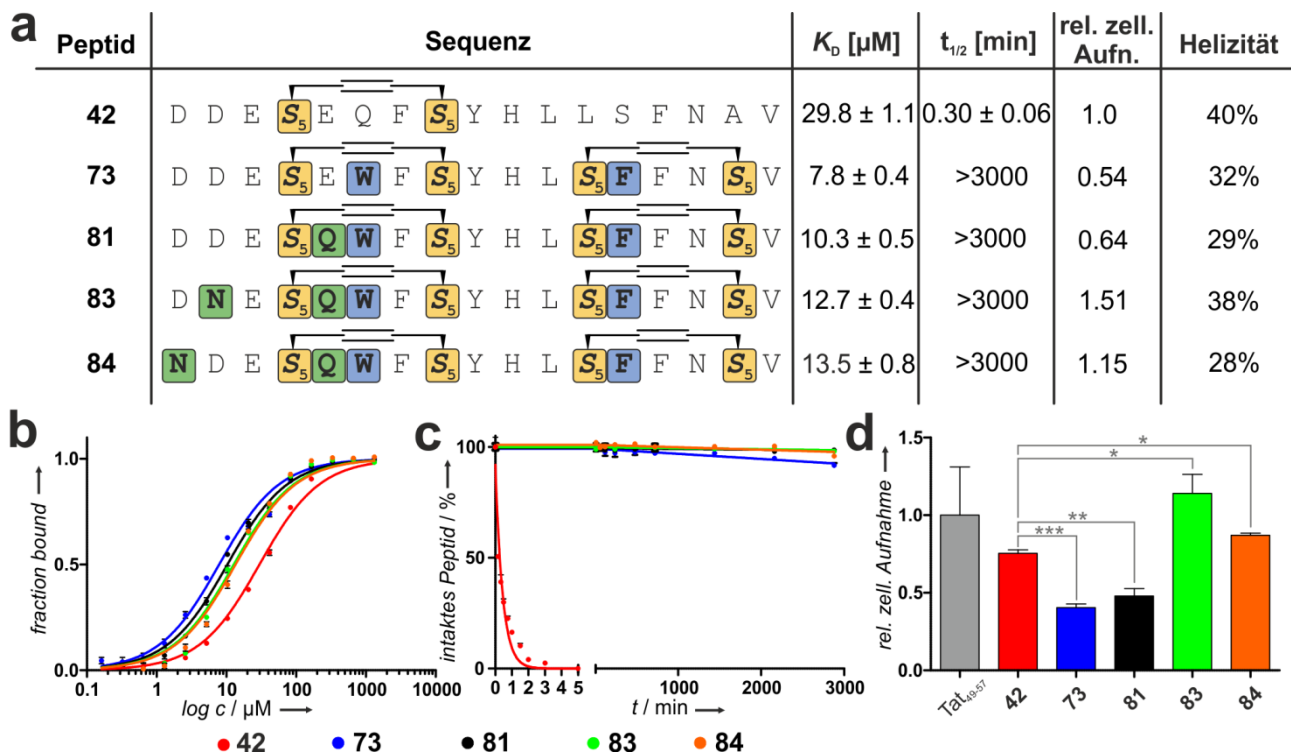 a
Peptid Sequenz K_D [µM] t_1/2 [min] rel. zell. Aufn. Helizität
42 D D E S5 E Q F S5 Y H L L S F N A V 29.8 ± 1.1 0.30 ± 0.06 1.0 40%
73 D D E S5 E W F S5 Y H L S5 F F N S5 V 7.8 ± 0.4 >3000 0.54 32%
81 D D E S5 Q W F S5 Y H L S5 F F N S5 V 10.3 ± 0.5 >3000 0.64 29%
83 D N E S5 Q W F S5 Y H L S5 F F N S5 V 12.7 ± 0.4 >3000 1.51 38%
84 N D E S5 Q W F S5 Y H L S5 F F N S5 V 13.5 ± 0.8 >3000 1.15 28%
b
fraction bound
1.0
0.5
0.0
0.1 1 10 100 1000 10000
log c / µM
c
intaktes Peptid / %
100
50
0
0 1 2 3 4 5 1000 2000 3000
t / min
d
rel. zell. Aufnahme
1.5
1.0
0.5
0.0
*
*
**
***
Tat49-57 42 73 81 83 84
42 73 81 83 84